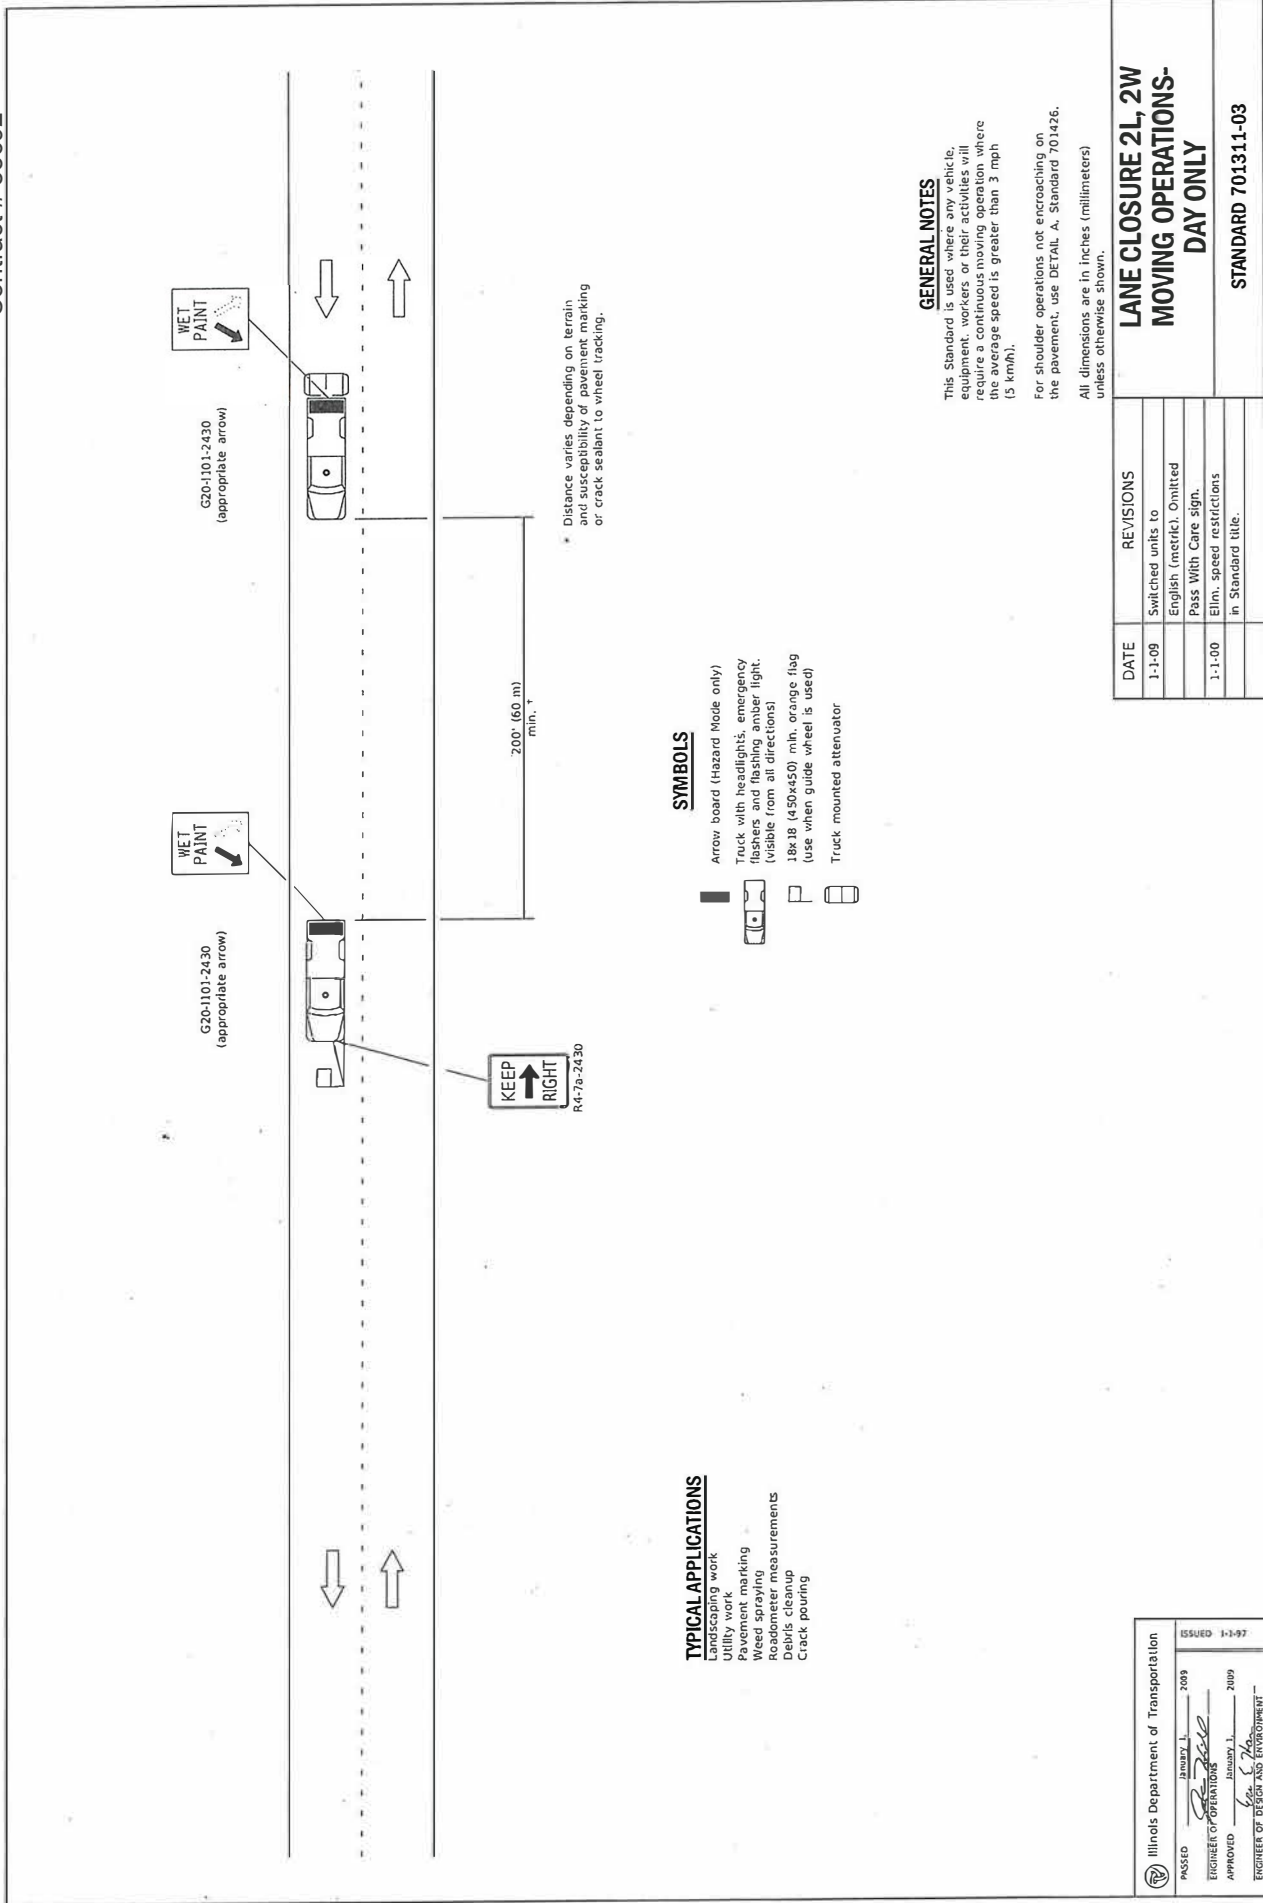 WET
PAINT
WET
PAINT
G20-I101-2430
(appropriate arrow)
G20-I101-2430
(appropriate arrow)
200' (60 m)
min. *
KEEP
RIGHT
R4-7a-2430
* Distance varies depending on terrain
and susceptibility of pavement marking
or crack sealant to wheel tracking.
TYPICAL APPLICATIONS
Landscaping work
Utility work
Pavement marking
Weed spraying
Roadometer measurements
Debris cleanup
Crack pouring
SYMBOLS
Arrow board (Hazard Mode only)
Truck with headlights, emergency
flashers and flashing amber light.
(visible from all directions)
18x18 (450x450) min. orange flag
(use when guide wheel is used)
Truck mounted attenuator
GENERAL NOTES
This Standard is used where any vehicle,
equipment, workers or their activities will
require a continuous moving operation where
the average speed is greater than 3 mph
(5 km/h).
For shoulder operations not encroaching on
the pavement, use DETAIL A, Standard 701426.
All dimensions are in inches (millimeters)
unless otherwise shown.
Illinois Department of Transportation
PASSED January 1, 2009
ENGINEER OF OPERATIONS
APPROVED January 1, 2009
ENGINEER OF DESIGN AND ENVIRONMENT
ISSUED 1-1-97
DATE REVISIONS
1-1-09 Switched units to
English (metric). Omitted
Pass With Care sign.
1-1-00 Elim. speed restrictions
in Standard title.
LANE CLOSURE 2L, 2W
MOVING OPERATIONS-
DAY ONLY
STANDARD 701311-03